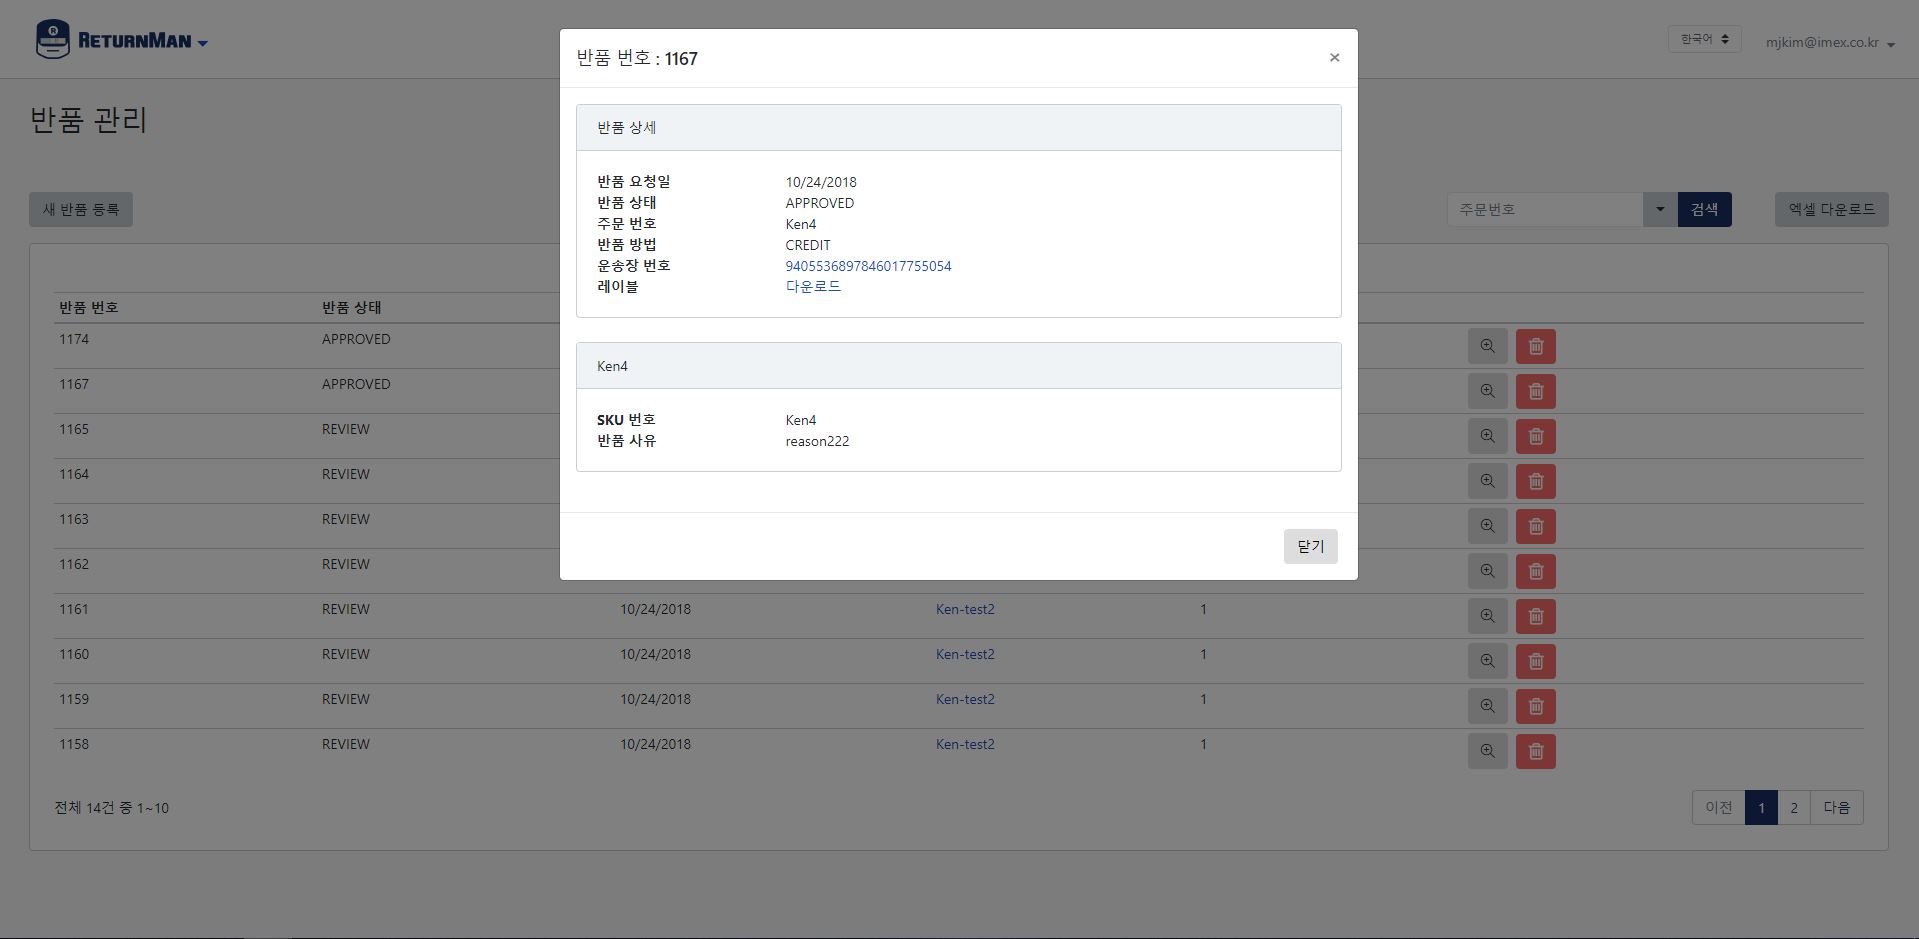 RETURNMAN
한국어
mjkim@imex.co.kr
반품 번호 : 1167
×
반품 관리
반품 상세
반품 요청일 10/24/2018
반품 상태 APPROVED
주문 번호 Ken4
반품 방법 CREDIT
운송장 번호 9405536897846017755054
레이블 다운로드
Ken4
SKU 번호 Ken4
반품 사유 reason222
닫기
새 반품 등록
주문번호 검색 엑셀 다운로드
반품 번호 반품 상태
1174 APPROVED
1167 APPROVED
1165 REVIEW
1164 REVIEW
1163 REVIEW
1162 REVIEW
1161 REVIEW 10/24/2018 Ken-test2 1
1160 REVIEW 10/24/2018 Ken-test2 1
1159 REVIEW 10/24/2018 Ken-test2 1
1158 REVIEW 10/24/2018 Ken-test2 1
전체 14건 중 1~10
이전 1 2 다음